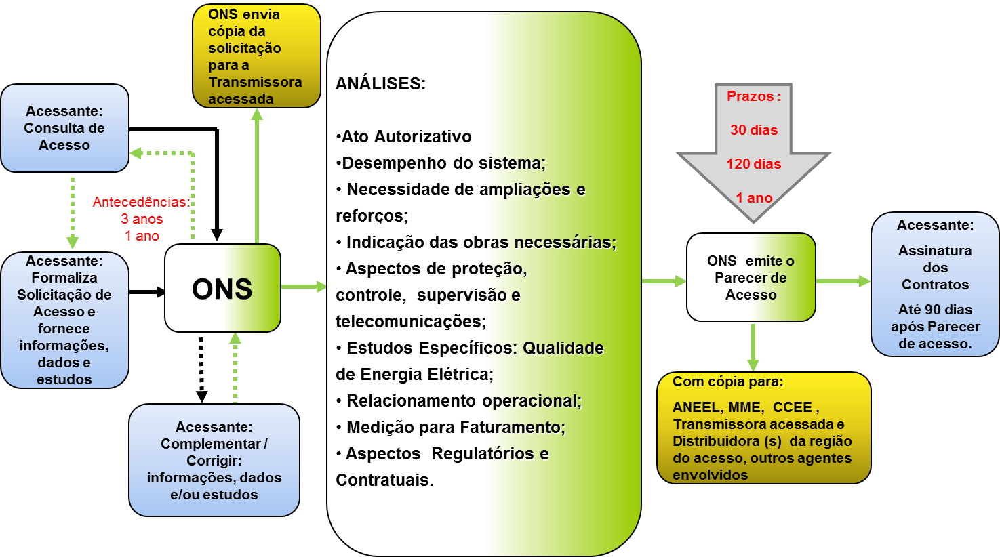 ONS envia
cópia da
solicitação
para a
Transmissora
acessada
Acessante:
Consulta de
Acesso
Antecedências:
3 anos
1 ano
Acessante:
Formaliza
Solicitação de
Acesso e
fornece
informações,
dados e
estudos
ONS
Acessante:
Complementar /
Corrigir:
informações, dados
e/ou estudos
ANÁLISES:
•Ato Autorizativo
•Desempenho do sistema;
• Necessidade de ampliações e
reforços;
• Indicação das obras necessárias;
• Aspectos de proteção,
controle, supervisão e
telecomunicações;
• Estudos Específicos: Qualidade
de Energia Elétrica;
• Relacionamento operacional;
• Medição para Faturamento;
• Aspectos Regulatórios e
Contratuais.
Prazos :
30 dias
120 dias
1 ano
ONS emite o
Parecer de
Acesso
Acessante:
Assinatura
dos
Contratos
Até 90 dias
após Parecer
de acesso.
Com cópia para:
ANEEL, MME, CCEE ,
Transmissora acessada e
Distribuidora (s) da região
do acesso, outros agentes
envolvidos